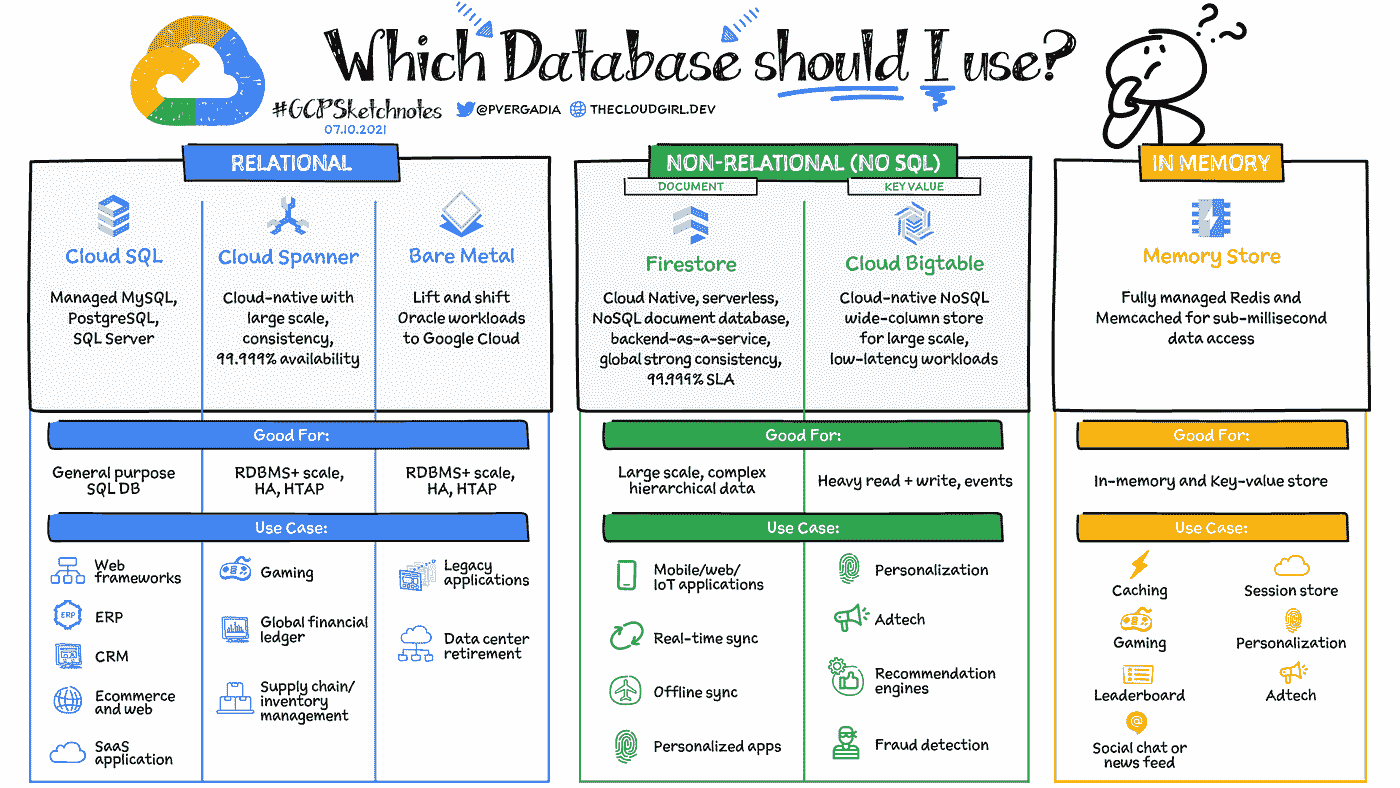 Which Database should I use?
#GCPSketchnotes @PVERGADIA THECLOUDGIRL.DEV
07.10.2021
RELATIONAL
Cloud SQL
Managed MySQL,
PostgreSQL,
SQL Server
Cloud Spanner
Cloud-native with
large scale,
consistency,
99.999% availability
Bare Metal
Lift and shift
Oracle workloads
to Google Cloud
Good For:
General purpose
SQL DB
RDBMS+ scale,
HA, HTAP
RDBMS+ scale,
HA, HTAP
Use Case:
Web
frameworks
ERP
ERP
CRM
Ecommerce
and web
SaaS
application
Gaming
Global financial
ledger
Supply chain/
inventory
management
Legacy
applications
Data center
retirement
NON-RELATIONAL (NO SQL)
DOCUMENT
Firestore
Cloud Native, serverless,
NoSQL document database,
backend-as-a-service,
global strong consistency,
99.999% SLA
KEY VALUE
Cloud Bigtable
Cloud-native NoSQL
wide-column store
for large scale,
low-latency workloads
Good For:
Large scale, complex
hierarchical data
Heavy read + write, events
Use Case:
Mobile/web/
IoT applications
Real-time sync
Offline sync
Personalized apps
Personalization
Adtech
Recommendation
engines
Fraud detection
IN MEMORY
Memory Store
Fully managed Redis and
Memcached for sub-millisecond
data access
Good For:
In-memory and Key-value store
Use Case:
Caching
Session store
Gaming
Personalization
Leaderboard
Adtech
Social chat or
news feed